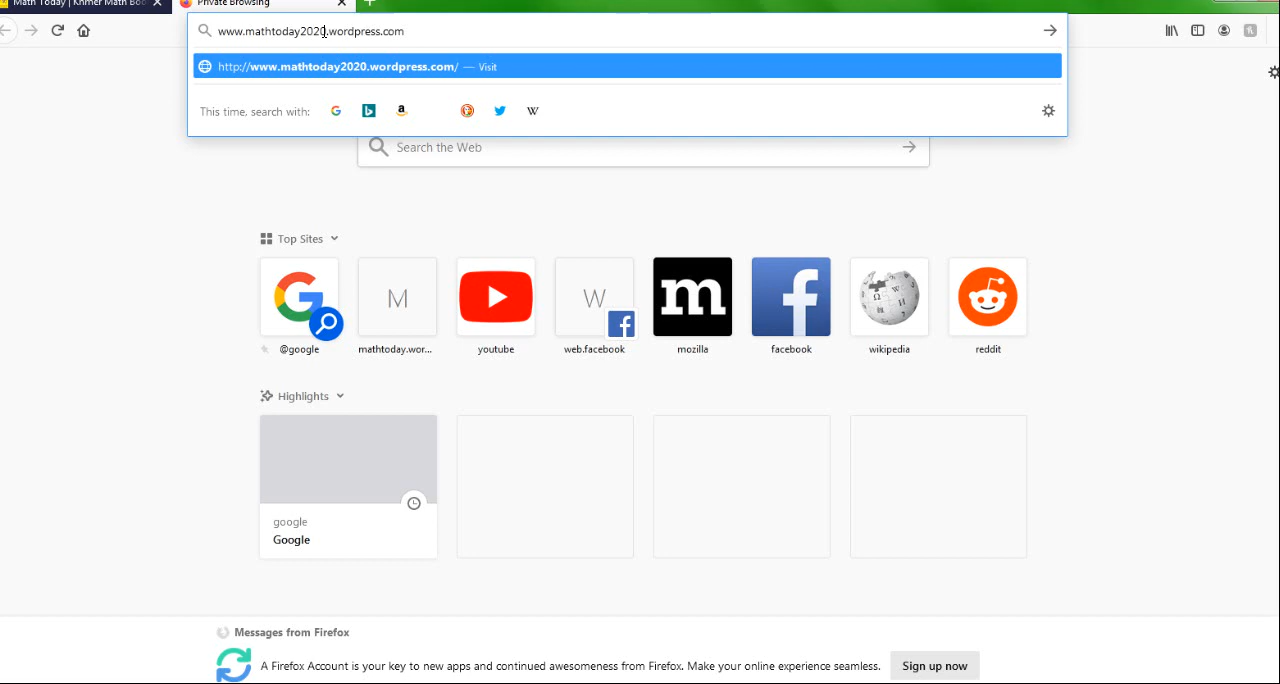 Math Today | Khmer Math Boo
Private Browsing
www.mathtoday2020.wordpress.com
http://www.mathtoday2020.wordpress.com/ — Visit
This time, search with:
Search the Web
Top Sites
M
W
m
@google
mathtoday.wor...
youtube
web.facebook
mozilla
facebook
wikipedia
reddit
Highlights
google
Google
Messages from Firefox
A Firefox Account is your key to new apps and continued awesomeness from Firefox. Make your online experience seamless.
Sign up now